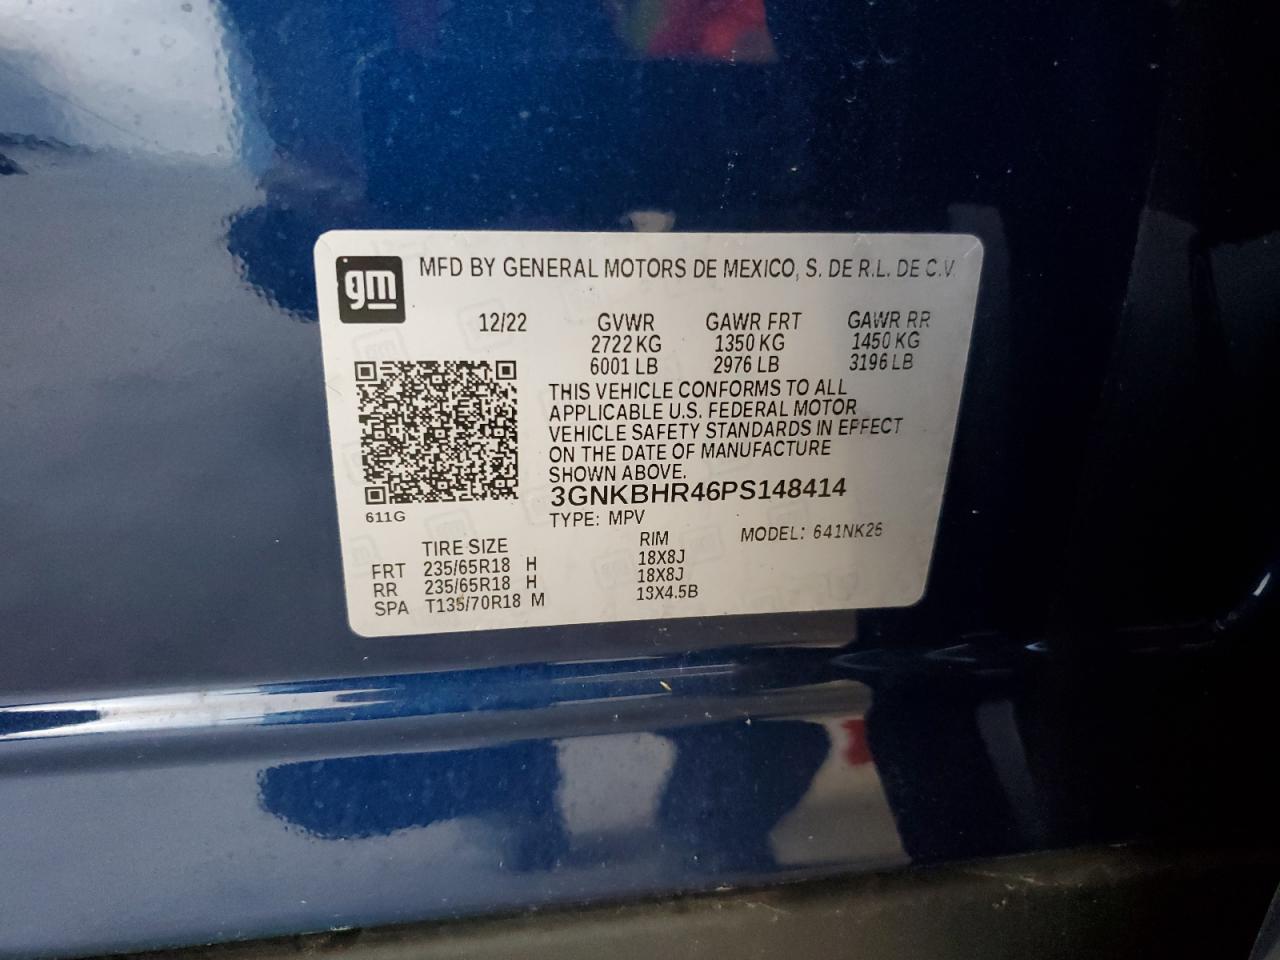 gm
MFD BY GENERAL MOTORS DE MEXICO, S. DE R.L. DE C.V.
12/22 GVWR GAWR FRT GAWR RR
2722 KG 1350 KG 1450 KG
6001 LB 2976 LB 3196 LB
THIS VEHICLE CONFORMS TO ALL
APPLICABLE U.S. FEDERAL MOTOR
VEHICLE SAFETY STANDARDS IN EFFECT
ON THE DATE OF MANUFACTURE
SHOWN ABOVE.
3GNKBHR46PS148414
611G
TYPE: MPV
MODEL: 641NK26
TIRE SIZE RIM
FRT 235/65R18 H 18X8J
RR 235/65R18 H 18X8J
SPA T135/70R18 M 18X4.5B